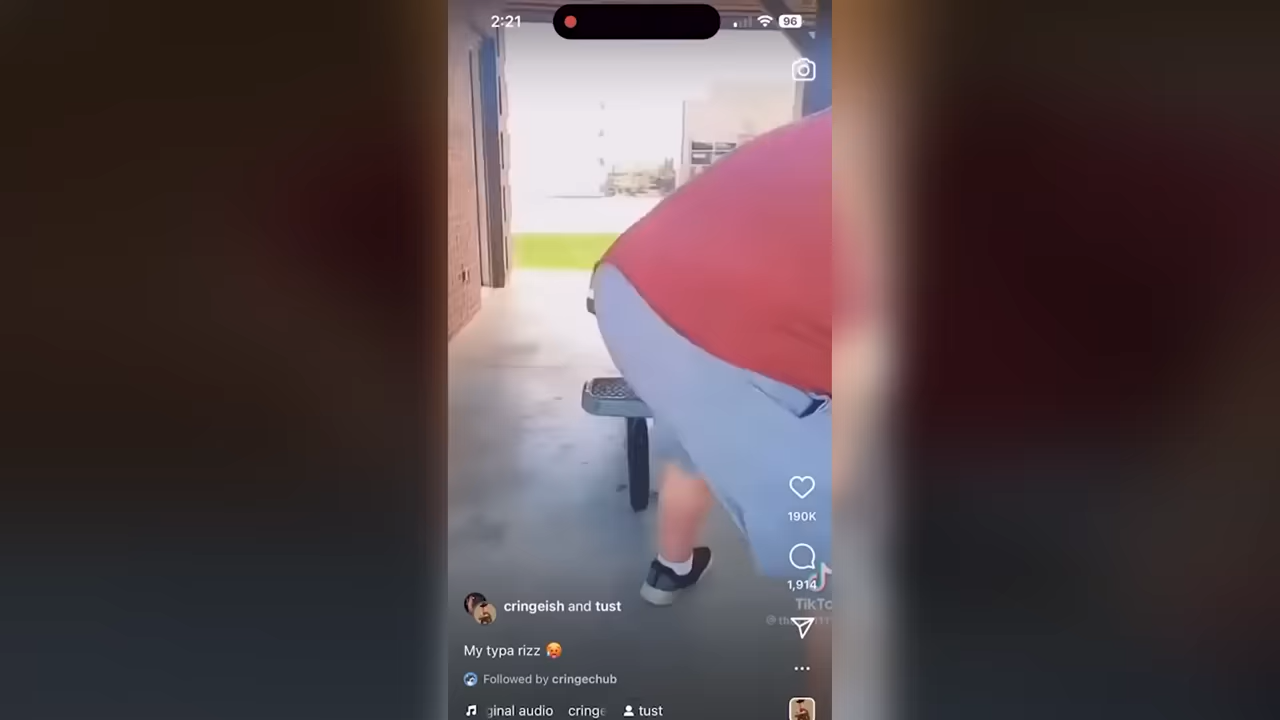 2:21
96
190K
1,914
TikTo
cringeish and tust
My typa rizz 🥵
Followed by cringechub
ginal audio cringe tust